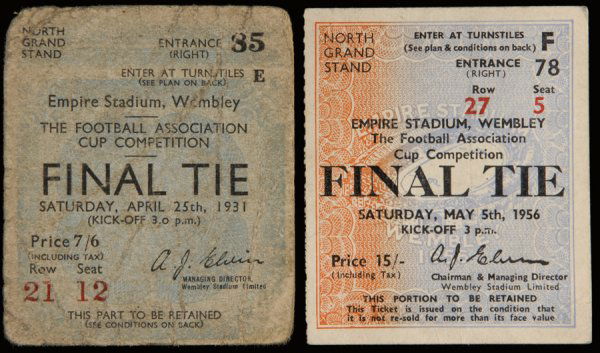 NORTH
GRAND
STAND
ENTRANCE 85
(RIGHT)
ENTER AT TURNSTILES
(SEE PLAN ON BACK) E
Empire Stadium, Wembley
THE FOOTBALL ASSOCIATION
CUP COMPETITION
FINAL TIE
SATURDAY, APRIL 25th, 1931
(KICK-OFF 3.0 p.m.)
Price 7/6
(INCLUDING TAX)
Row Seat
21 12
A. J. Elvin
MANAGING DIRECTOR
Wembley Stadium Limited
THIS PART TO BE RETAINED
(SEE CONDITIONS ON BACK)
NORTH
GRAND
STAND
ENTER AT TURNSTILES
(See plan & conditions on back) F
ENTRANCE
(RIGHT) 78
Row Seat
27 5
EMPIRE STADIUM, WEMBLEY
The Football Association
Cup Competition
FINAL TIE
SATURDAY, MAY 5th, 1956
KICK-OFF 3 p.m.
Price 15/-
(Including Tax)
A. J. Elvin
Chairman & Managing Director
Wembley Stadium Limited
THIS PORTION TO BE RETAINED
This Ticket is issued on the condition that
it is not re-sold for more than its face value